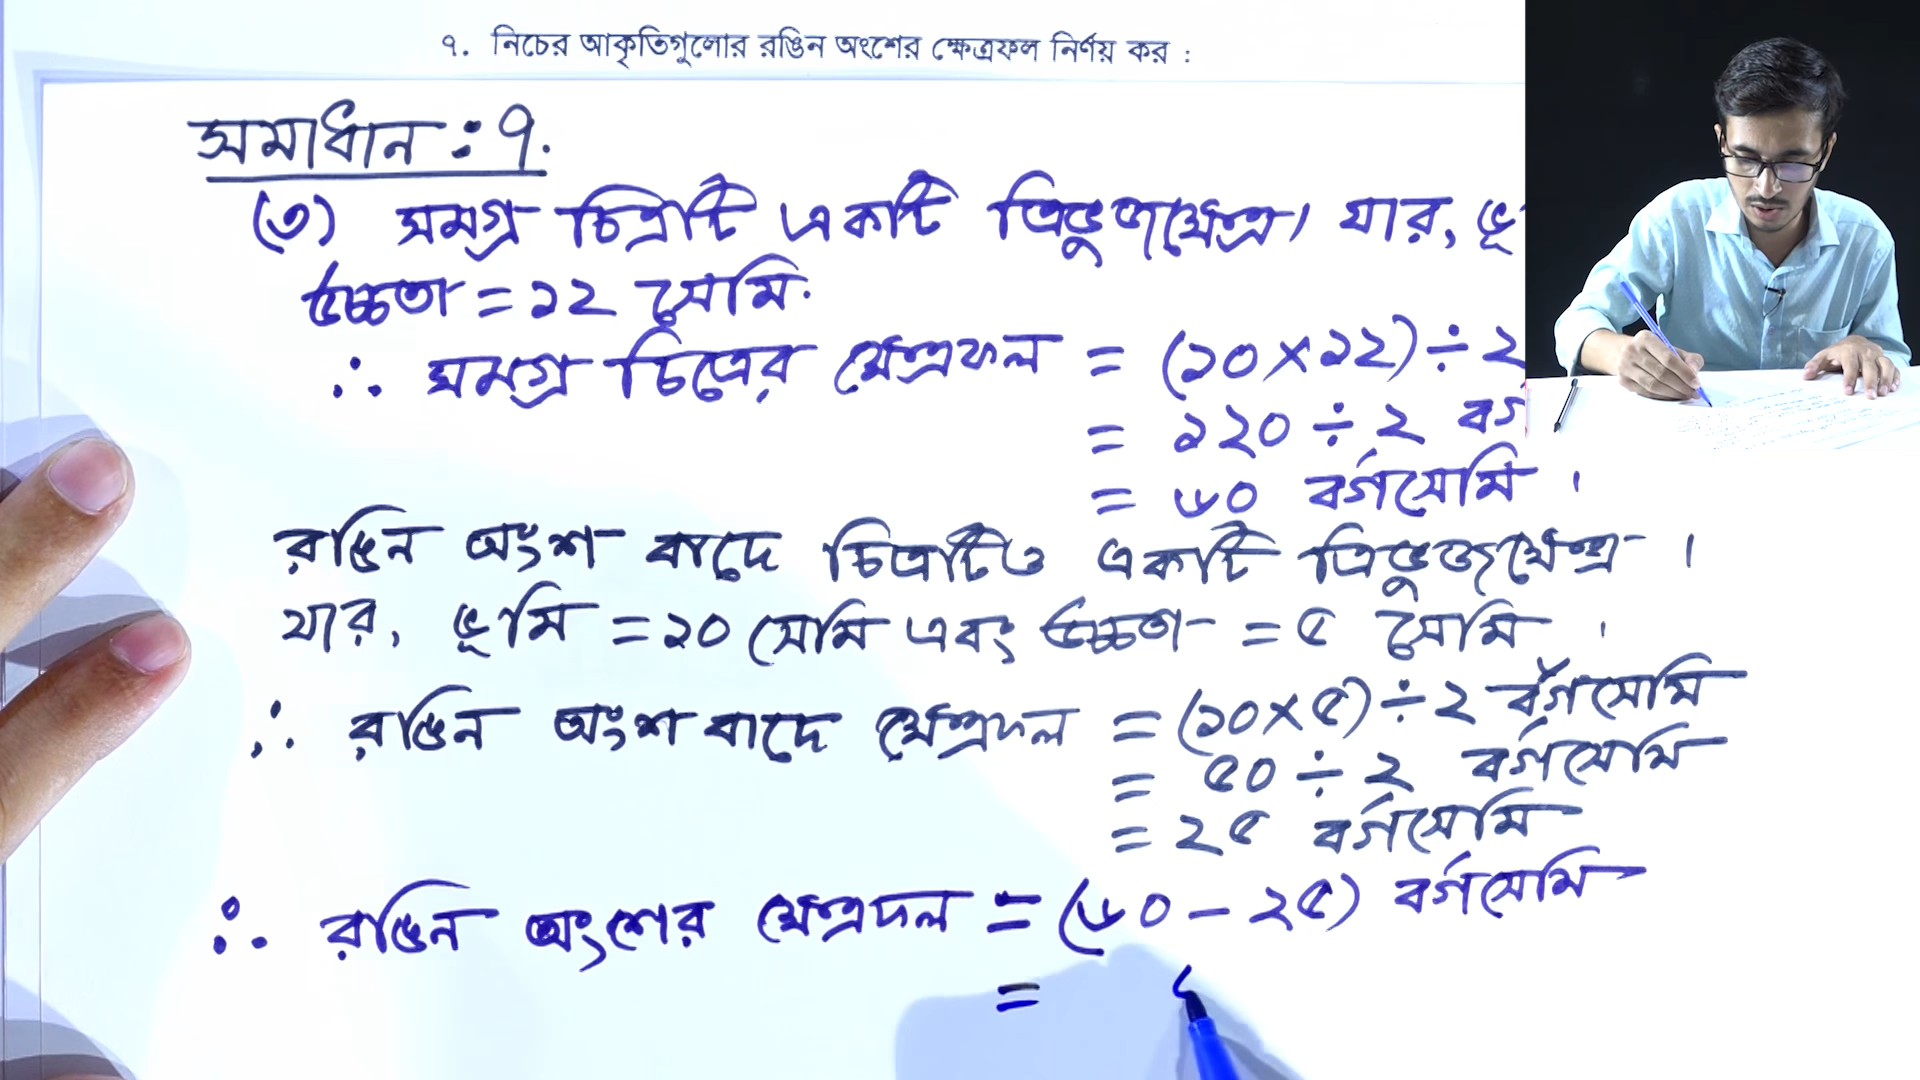 ৭. নিচের আকৃতিগুলোর রঙিন অংশের ক্ষেত্রফল নির্ণয় কর :
সমাধান : ৭.
(৩) সমগ্র চিত্রটি একটি ত্রিভুজক্ষেত্র। যার, ভূ
উচ্চতা = ১২ সেমি.
∴ সমগ্র চিত্রের ক্ষেত্রফল = (১০ × ১২) ÷ ২
= ১২০ ÷ ২ বর্গ
= ৬০ বর্গসেমি ।
রঙিন অংশ বাদে চিত্রটিও একটি ত্রিভুজক্ষেত্র ।
যার, ভূমি = ১০ সেমি এবং উচ্চতা = ৫ সেমি ।
∴ রঙিন অংশ বাদে ক্ষেত্রফল = (১০ × ৫) ÷ ২ বর্গসেমি
= ৫০ ÷ ২ বর্গসেমি
= ২৫ বর্গসেমি
∴ রঙিন অংশের ক্ষেত্রফল = (৬০ - ২৫) বর্গসেমি
=